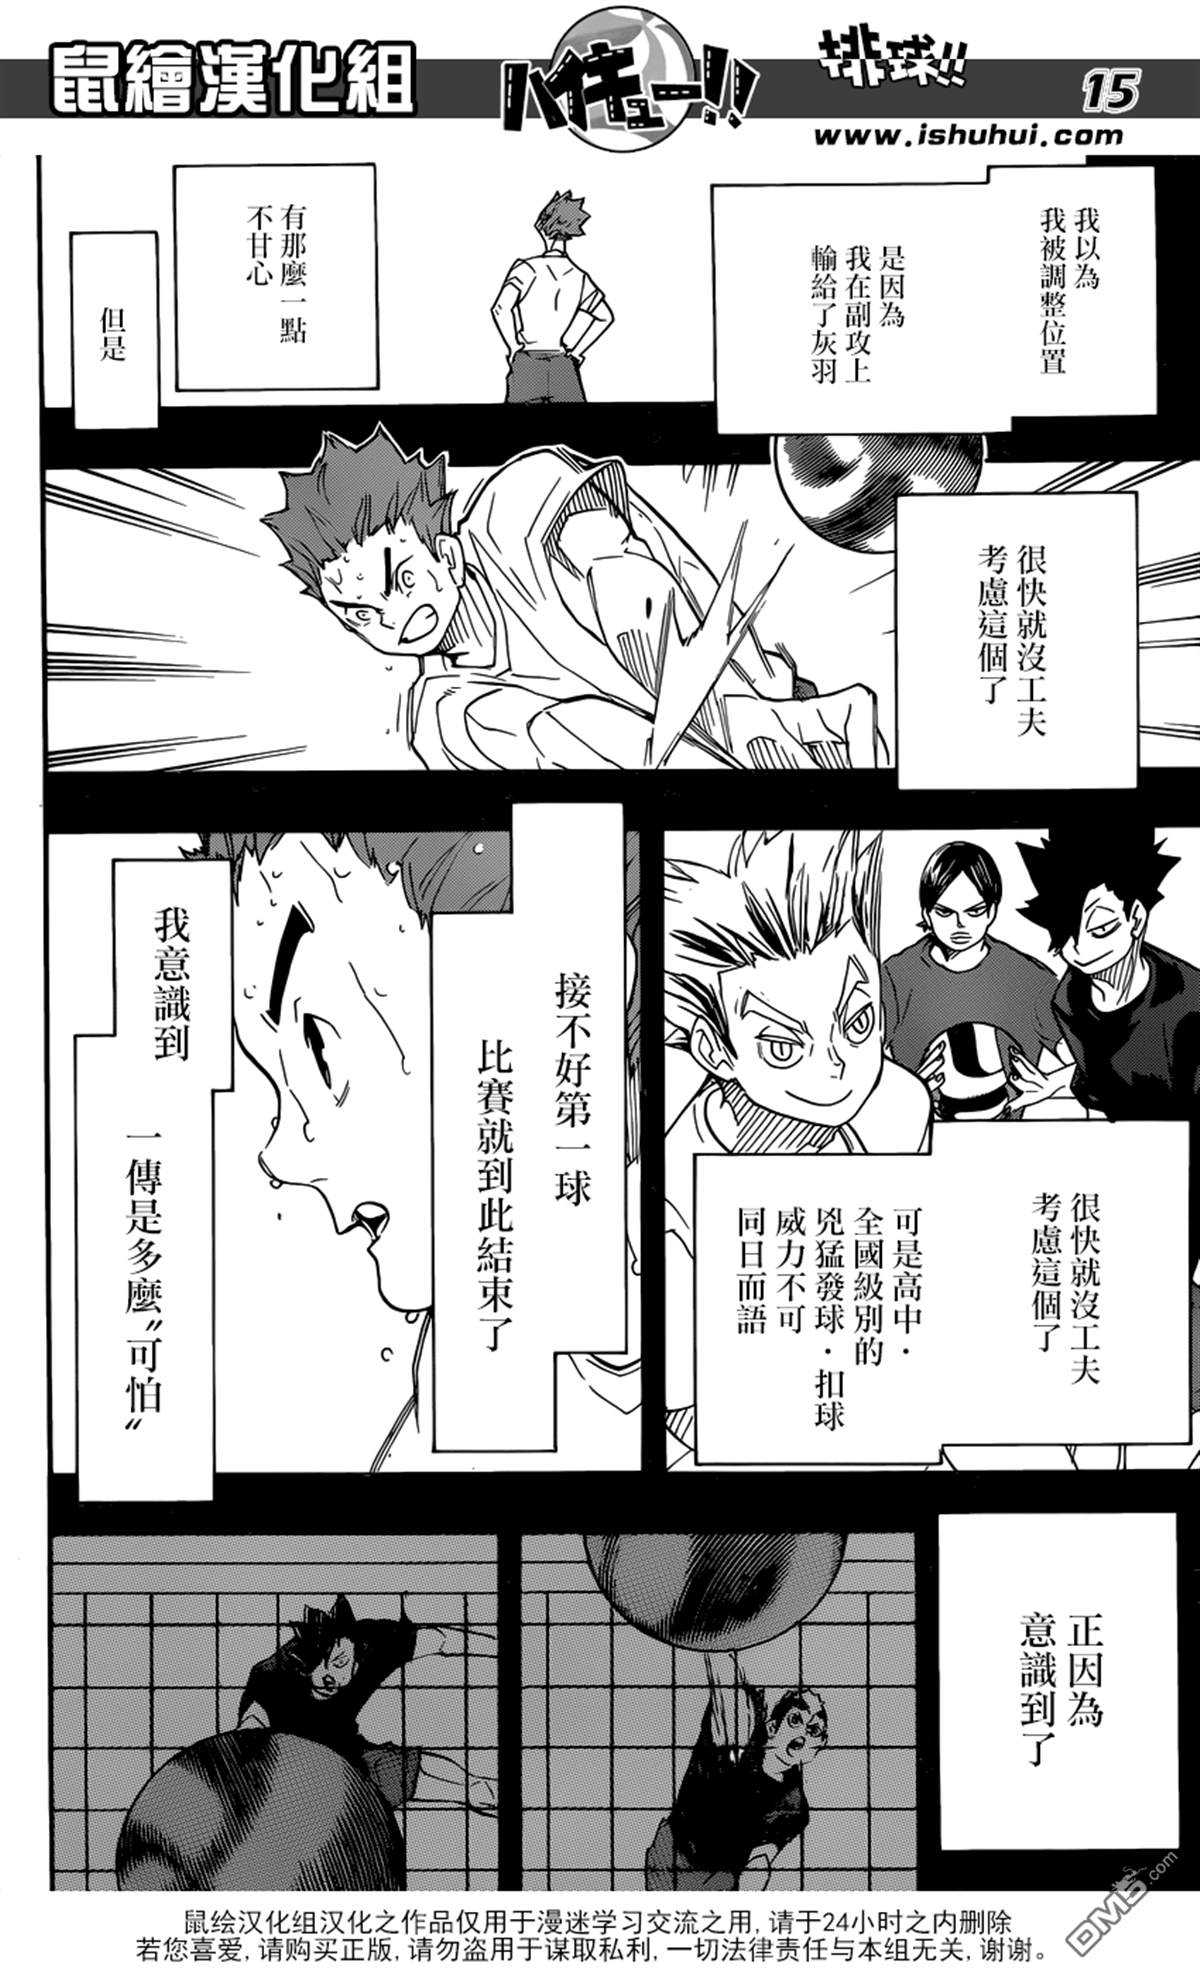 鼠繪漢化組
ハイキュー!!
排球!!
15
www.ishuhui.com
我以為
我被調整位置
是因為
我在副攻上
輸給了灰羽
有那麼一點
不甘心
但是
很快就沒工夫
考慮這個了
很快就沒工夫
考慮這個了
可是高中·
全國級別的
兇猛發球·扣球
威力不可
同日而語
接不好第一球
比賽就到此結束了
我意識到
一傳是多麼〝可怕〞
正因為
意識到了
DM5.com
鼠绘汉化组汉化之作品仅用于漫迷学习交流之用,请于24小时之内删除
若您喜爱,请购买正版,请勿盗用于谋取私利,一切法律责任与本组无关,谢谢。